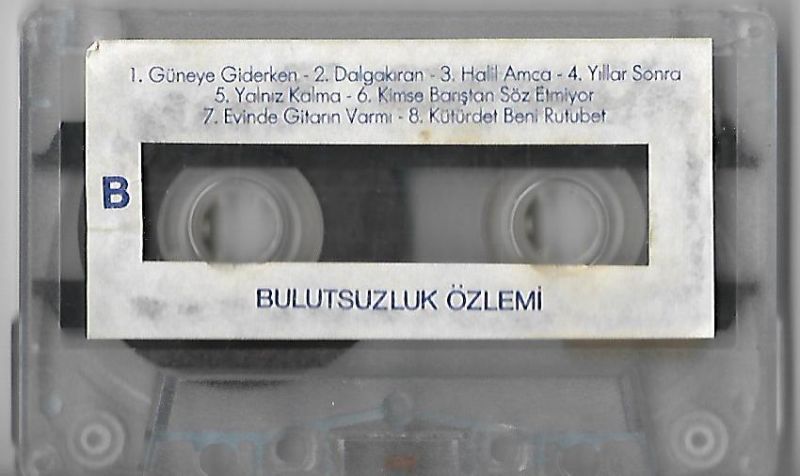 1. Güneye Giderken - 2. Dalgakıran - 3. Halil Amca - 4. Yıllar Sonra
5. Yalnız Kalma - 6. Kimse Barıştan Söz Etmiyor
7. Evinde Gitarın Varmı - 8. Kütürdet Beni Rutubet
B
BULUTSUZLUK ÖZLEMİ